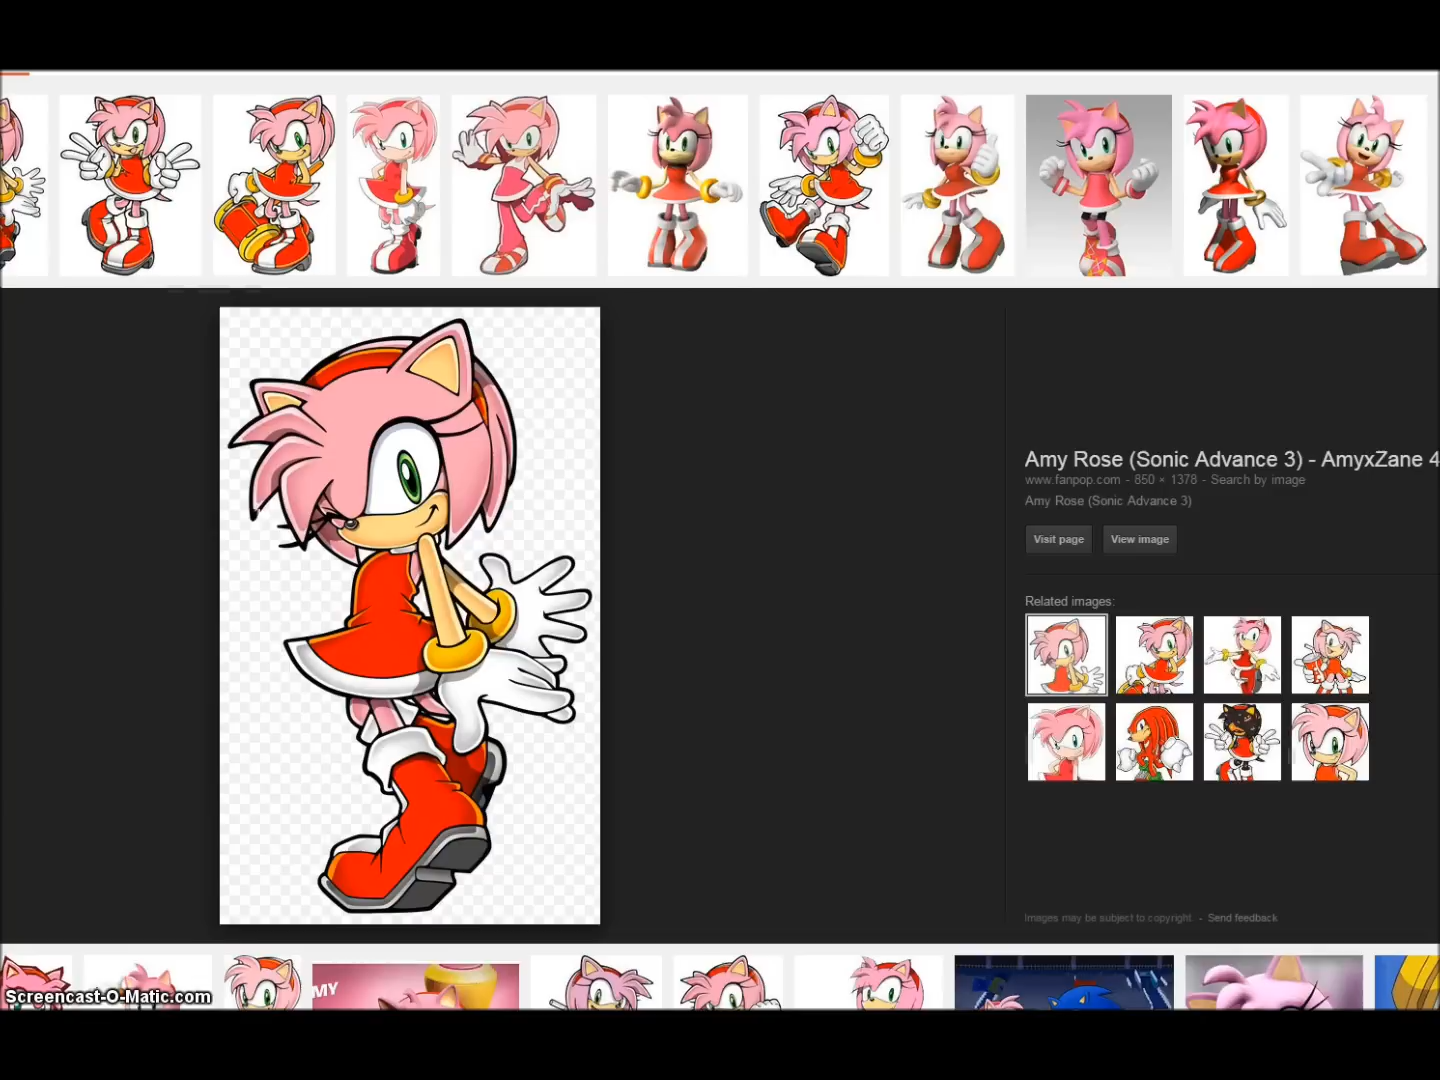 Amy Rose (Sonic Advance 3) - AmyxZane 4
www.fanpop.com - 850 × 1378 - Search by image
Amy Rose (Sonic Advance 3)
Visit page
View image
Related images:
Images may be subject to copyright. - Send feedback
MY
Screencast-O-Matic.com